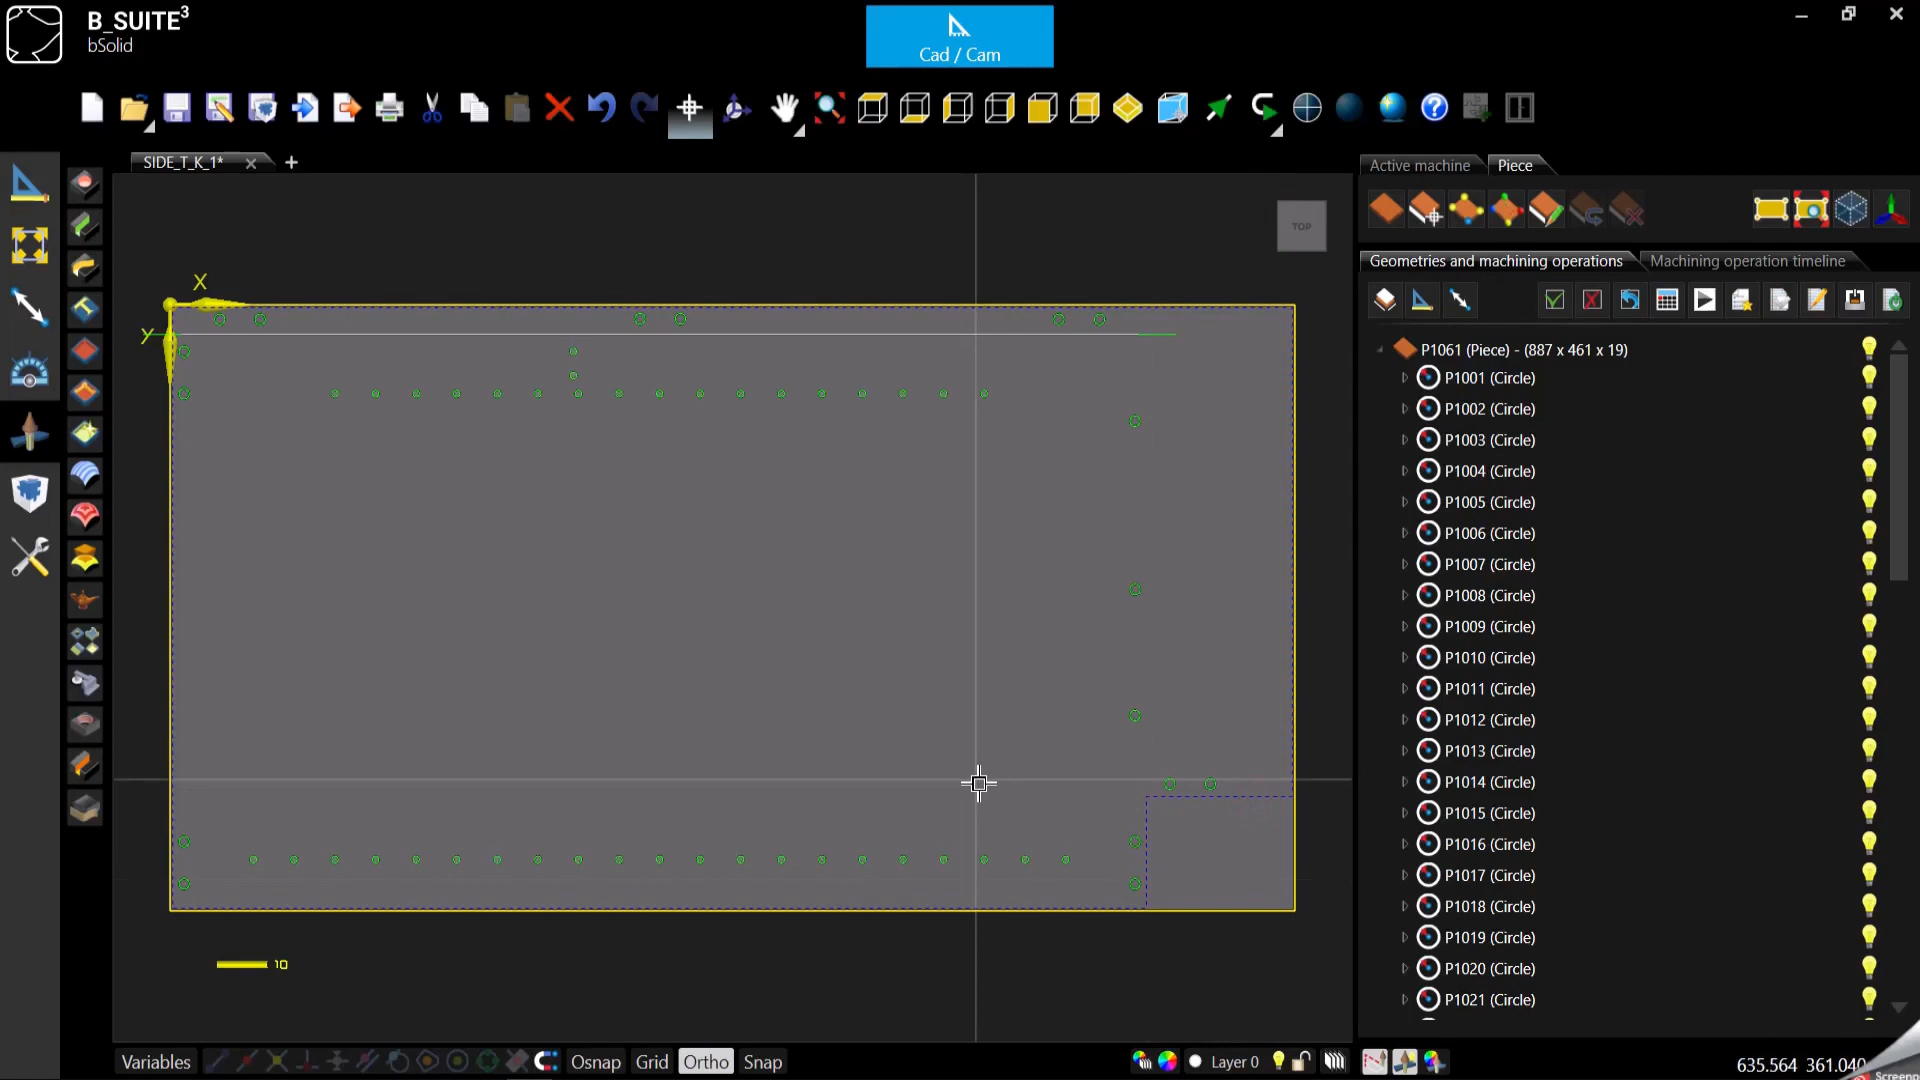 B_SUITE³
bSolid
Cad / Cam
SIDE_T_K_1*
TOP
X
Y
10
Active machine
Piece
Geometries and machining operations
Machining operation timeline
P1061 (Piece) - (887 x 461 x 19)
P1001 (Circle)
P1002 (Circle)
P1003 (Circle)
P1004 (Circle)
P1005 (Circle)
P1006 (Circle)
P1007 (Circle)
P1008 (Circle)
P1009 (Circle)
P1010 (Circle)
P1011 (Circle)
P1012 (Circle)
P1013 (Circle)
P1014 (Circle)
P1015 (Circle)
P1016 (Circle)
P1017 (Circle)
P1018 (Circle)
P1019 (Circle)
P1020 (Circle)
P1021 (Circle)
Variables
Osnap
Grid
Ortho
Snap
Layer 0
635.564 361.040